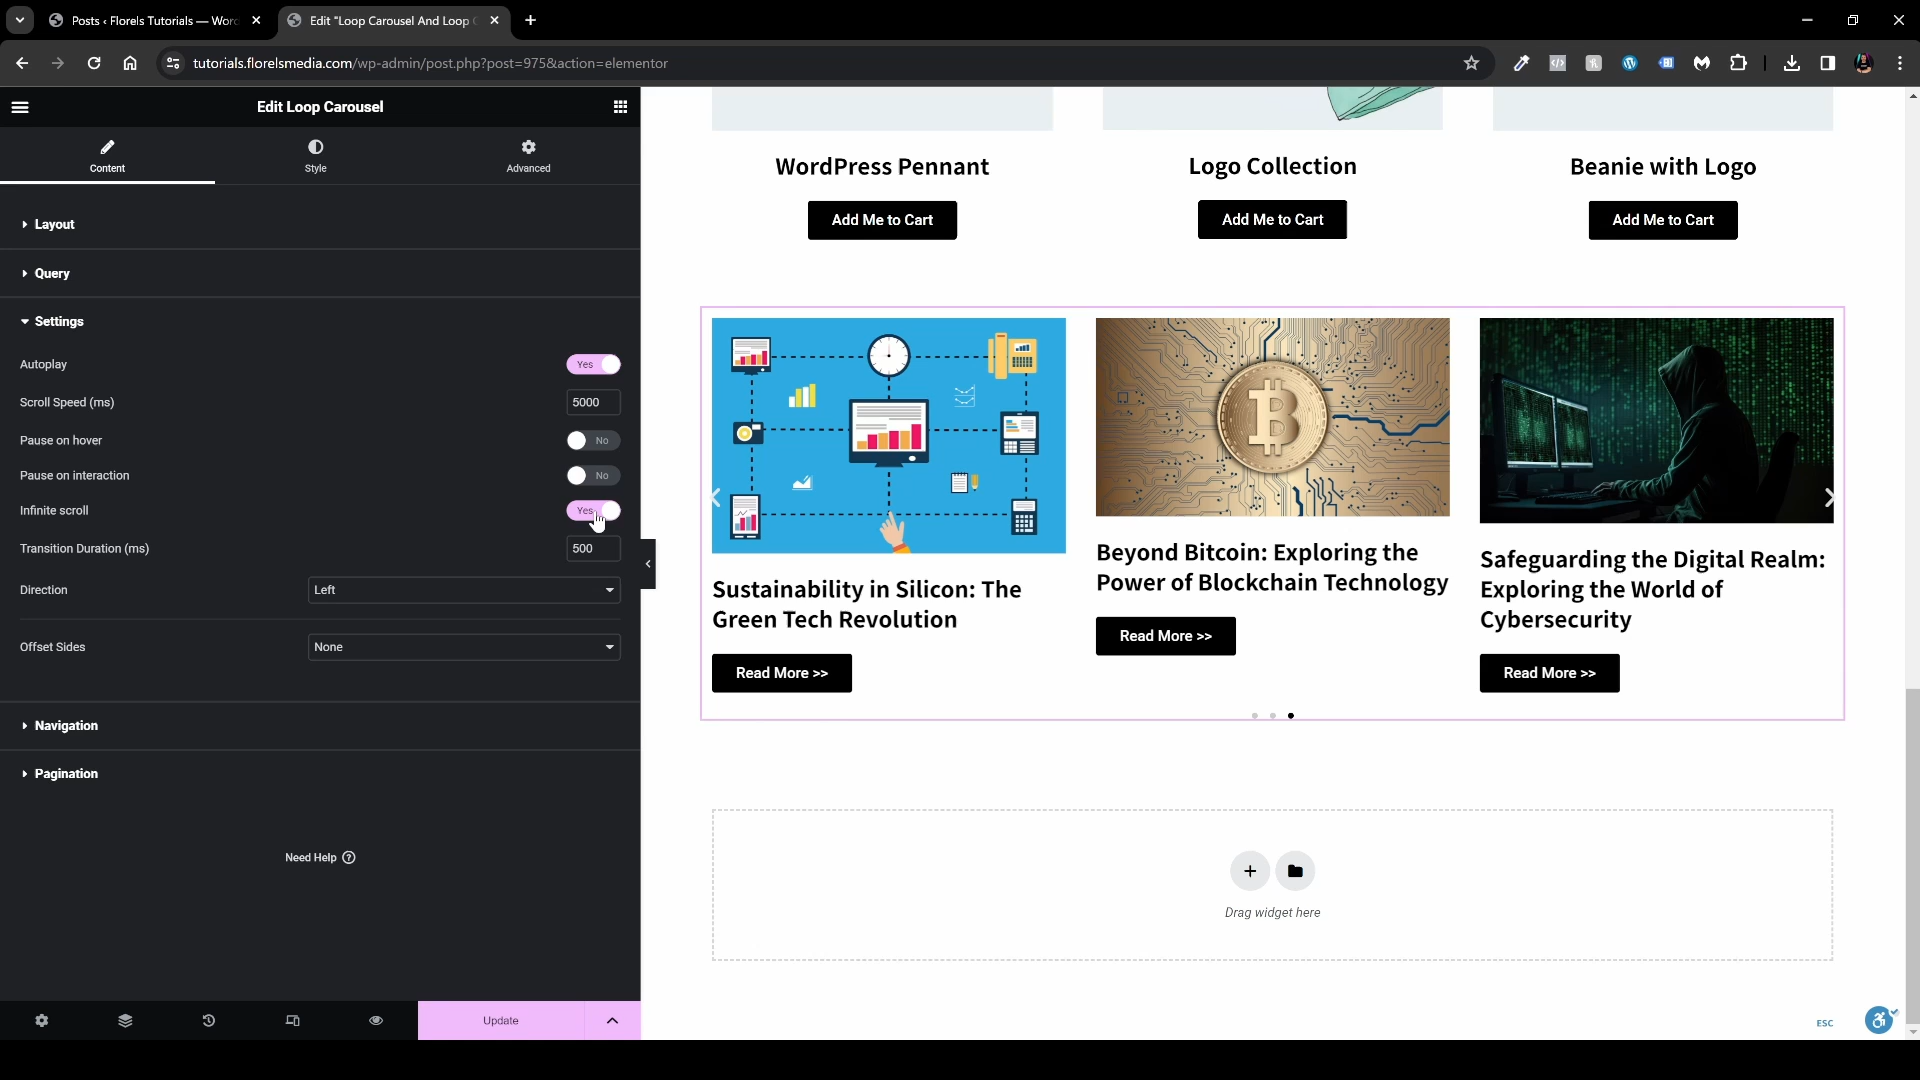 Posts ‹ Florels Tutorials — Wor
Edit "Loop Carousel And Loop
tutorials.florelsmedia.com/wp-admin/post.php?post=975&action=elementor
Edit Loop Carousel
Content
Style
Advanced
Layout
Query
Settings
Autoplay
Yes
Scroll Speed (ms)
5000
Pause on hover
No
Pause on interaction
No
Infinite scroll
Yes
Transition Duration (ms)
500
Direction
Left
Offset Sides
None
Navigation
Pagination
Need Help
Update
WordPress Pennant
Logo Collection
Beanie with Logo
Add Me to Cart
Add Me to Cart
Add Me to Cart
Sustainability in Silicon: The
Green Tech Revolution
Read More >>
Beyond Bitcoin: Exploring the
Power of Blockchain Technology
Read More >>
Safeguarding the Digital Realm:
Exploring the World of
Cybersecurity
Read More >>
Drag widget here
ESC